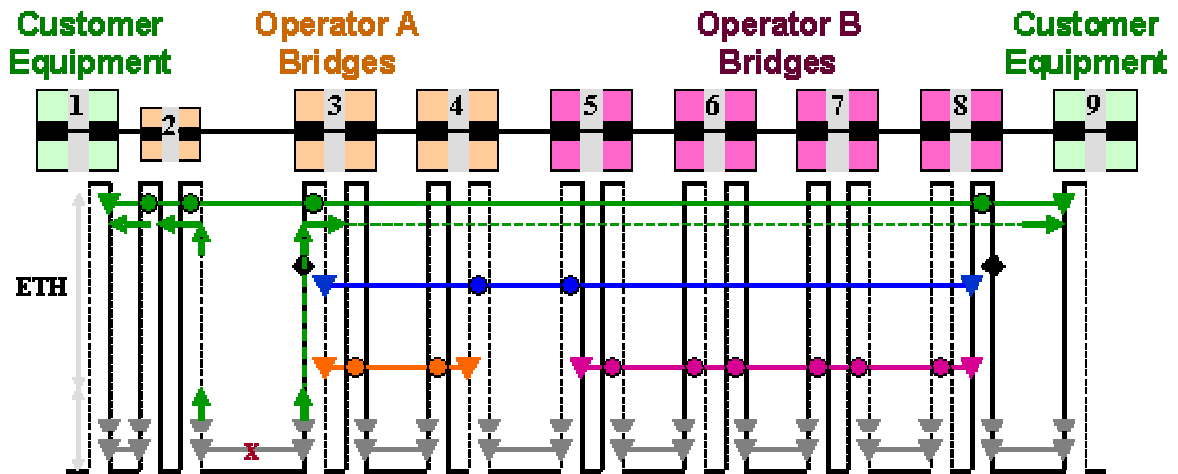 Customer
Equipment
Operator A
Bridges
Operator B
Bridges
Customer
Equipment
1
2
3
4
5
6
7
8
9
ETH
x